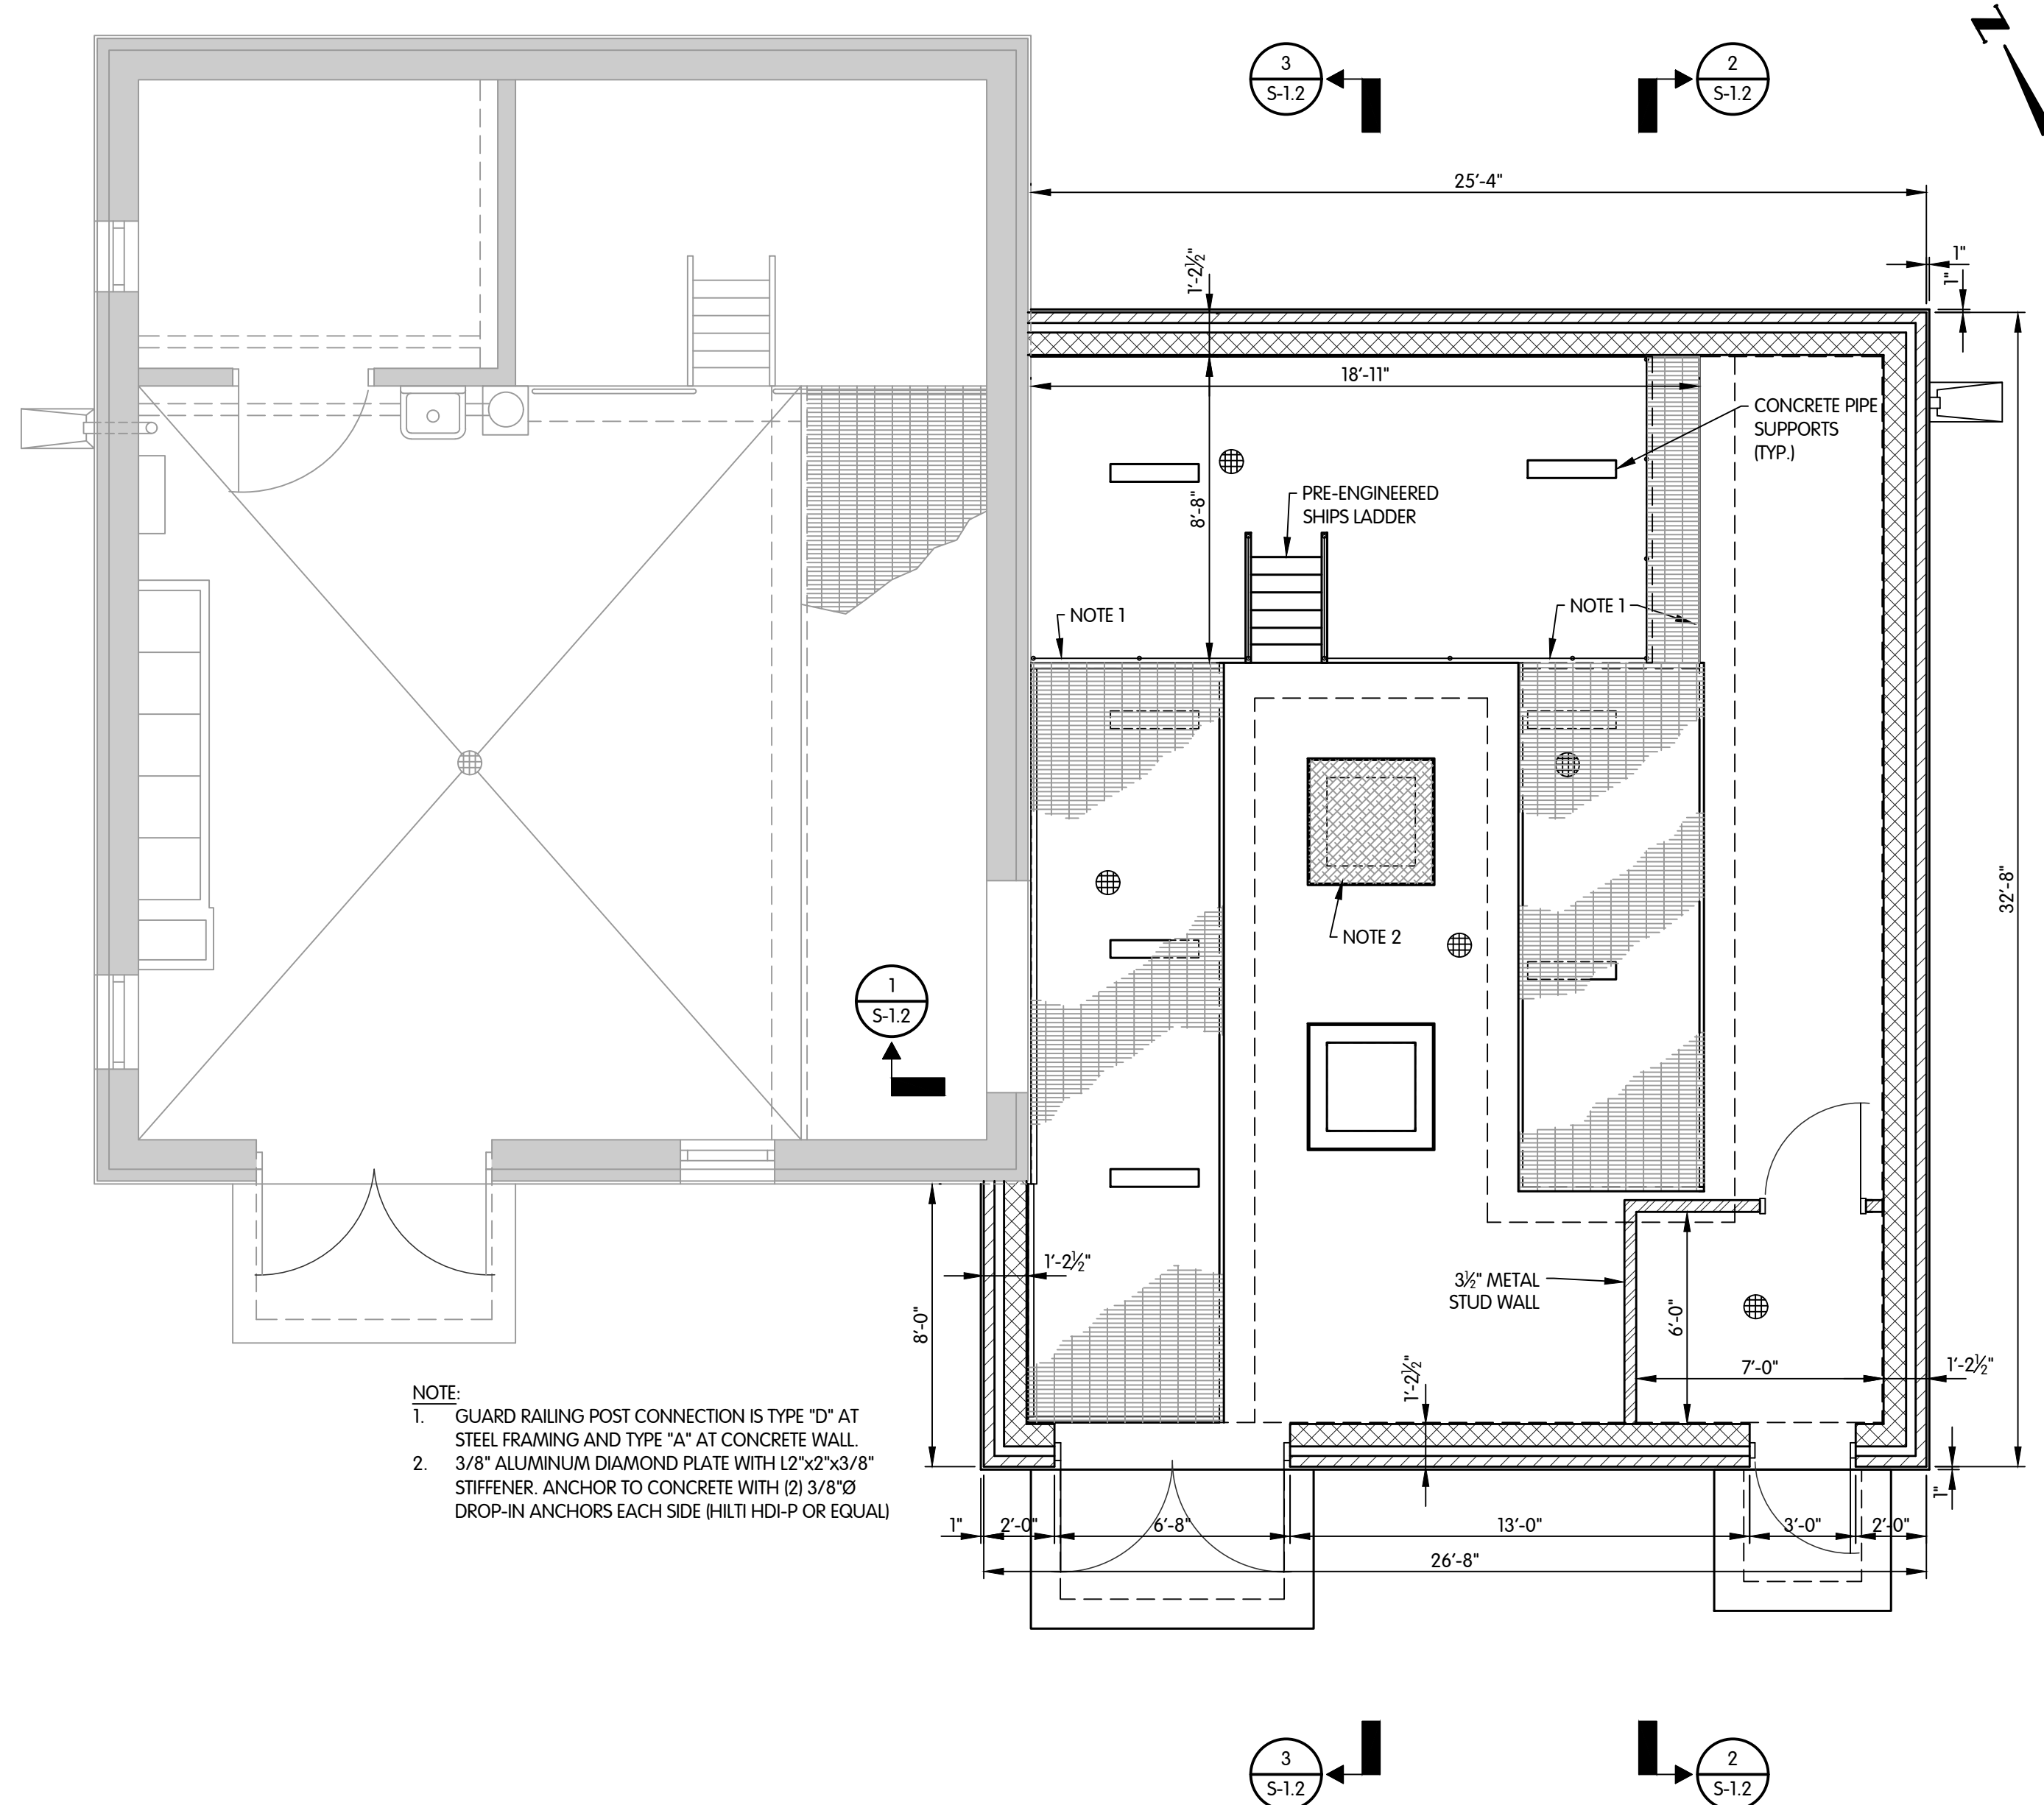 N
3
S-1.2
2
S-1.2
25'-4"
1'-2½"
1"
1"
18'-11"
CONCRETE PIPE
SUPPORTS
(TYP.)
8'-8"
PRE-ENGINEERED
SHIPS LADDER
NOTE 1
NOTE 1
32'-8"
NOTE 2
1
S-1.2
1'-2½"
3½" METAL
STUD WALL
8'-0"
6'-0"
1'-2½"
7'-0"
1'-2½"
NOTE:
1. GUARD RAILING POST CONNECTION IS TYPE "D" AT
STEEL FRAMING AND TYPE "A" AT CONCRETE WALL.
2. 3/8" ALUMINUM DIAMOND PLATE WITH L2"x2"x3/8"
STIFFENER. ANCHOR TO CONCRETE WITH (2) 3/8"Ø
DROP-IN ANCHORS EACH SIDE (HILTI HDI-P OR EQUAL)
1"
1"
2'-0"
6'-8"
13'-0"
3'-0"
2'-0"
26'-8"
3
S-1.2
2
S-1.2